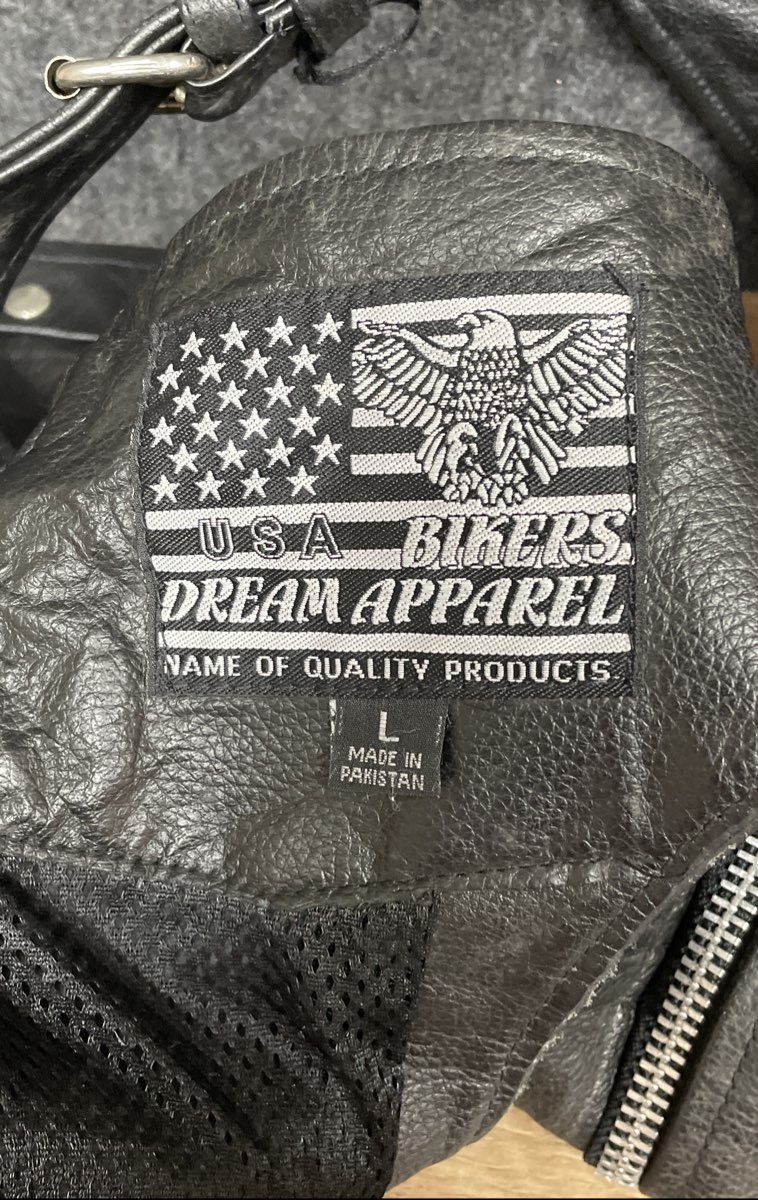 USA BIKERS
DREAM APPAREL
NAME OF QUALITY PRODUCTS
L
MADE IN
PAKISTAN